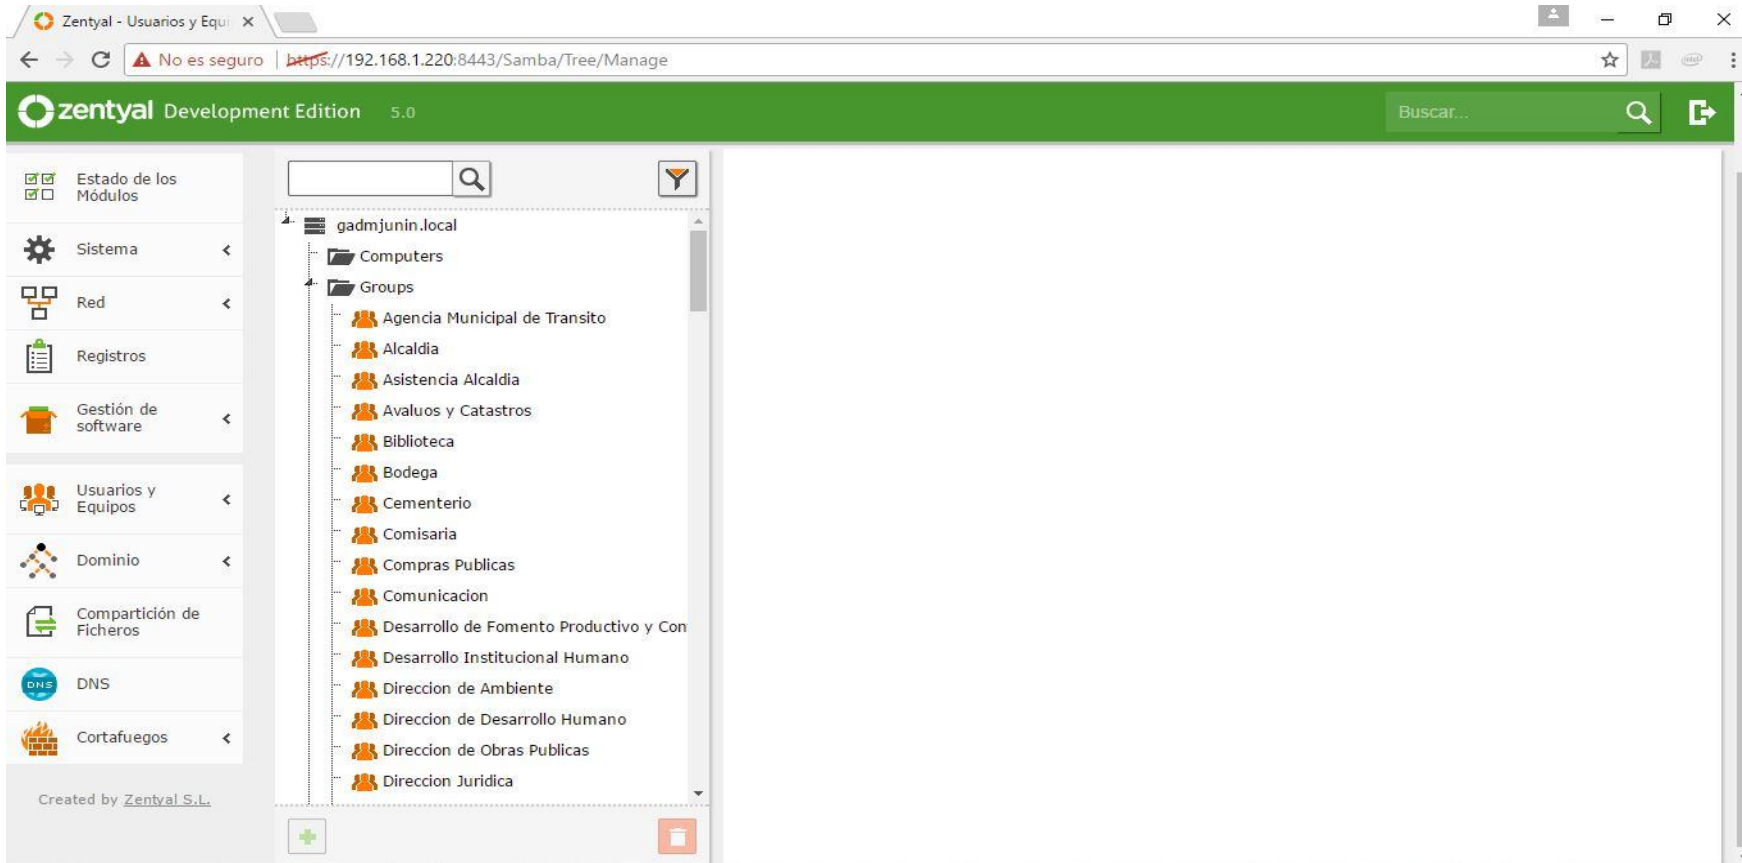 Zentyal - Usuarios y Equi
No es seguro
https://192.168.1.220:8443/Samba/Tree/Manage
zentyal Development Edition 5.0
Buscar...
Estado de los
Módulos
Sistema
Red
Registros
Gestión de
software
Usuarios y
Equipos
Dominio
Compartición de
Ficheros
DNS
DNS
Cortafuegos
Created by Zentyal S.L.
gadmjunin.local
Computers
Groups
Agencia Municipal de Transito
Alcaldia
Asistencia Alcaldia
Avaluos y Catastros
Biblioteca
Bodega
Cementerio
Comisaria
Compras Publicas
Comunicacion
Desarrollo de Fomento Productivo y Con
Desarrollo Institucional Humano
Direccion de Ambiente
Direccion de Desarrollo Humano
Direccion de Obras Publicas
Direccion Juridica